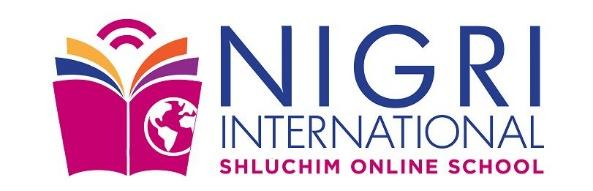 NIGRI
INTERNATIONAL
SHLUCHIM ONLINE SCHOOL